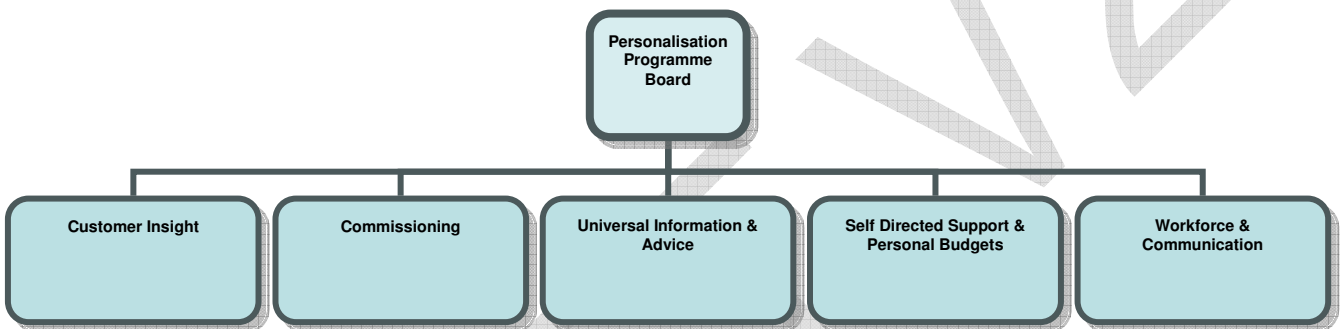 Personalisation
Programme
Board
Customer Insight
Commissioning
Universal Information &
Advice
Self Directed Support &
Personal Budgets
Workforce &
Communication